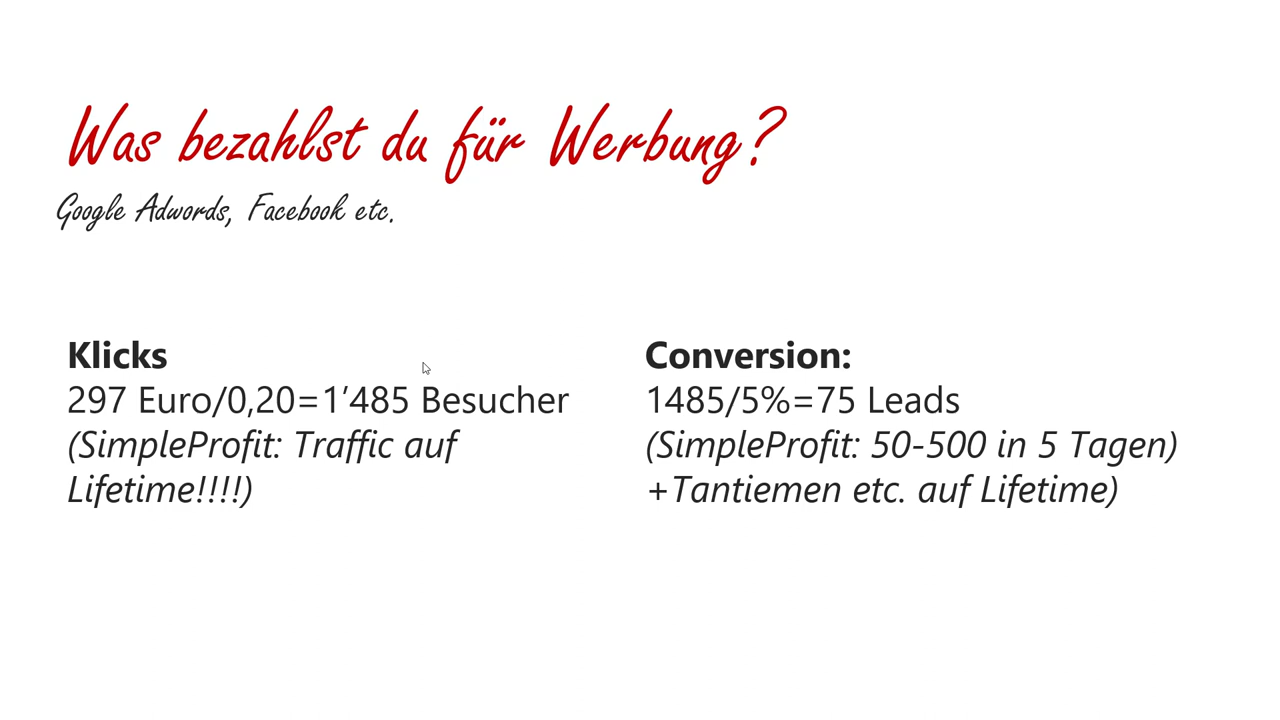 Was bezahlst du für Werbung?
Google Adwords, Facebook etc.
Klicks
297 Euro/0,20=1’485 Besucher
(SimpleProfit: Traffic auf
Lifetime!!!!)
Conversion:
1485/5%=75 Leads
(SimpleProfit: 50-500 in 5 Tagen)
+Tantiemen etc. auf Lifetime)